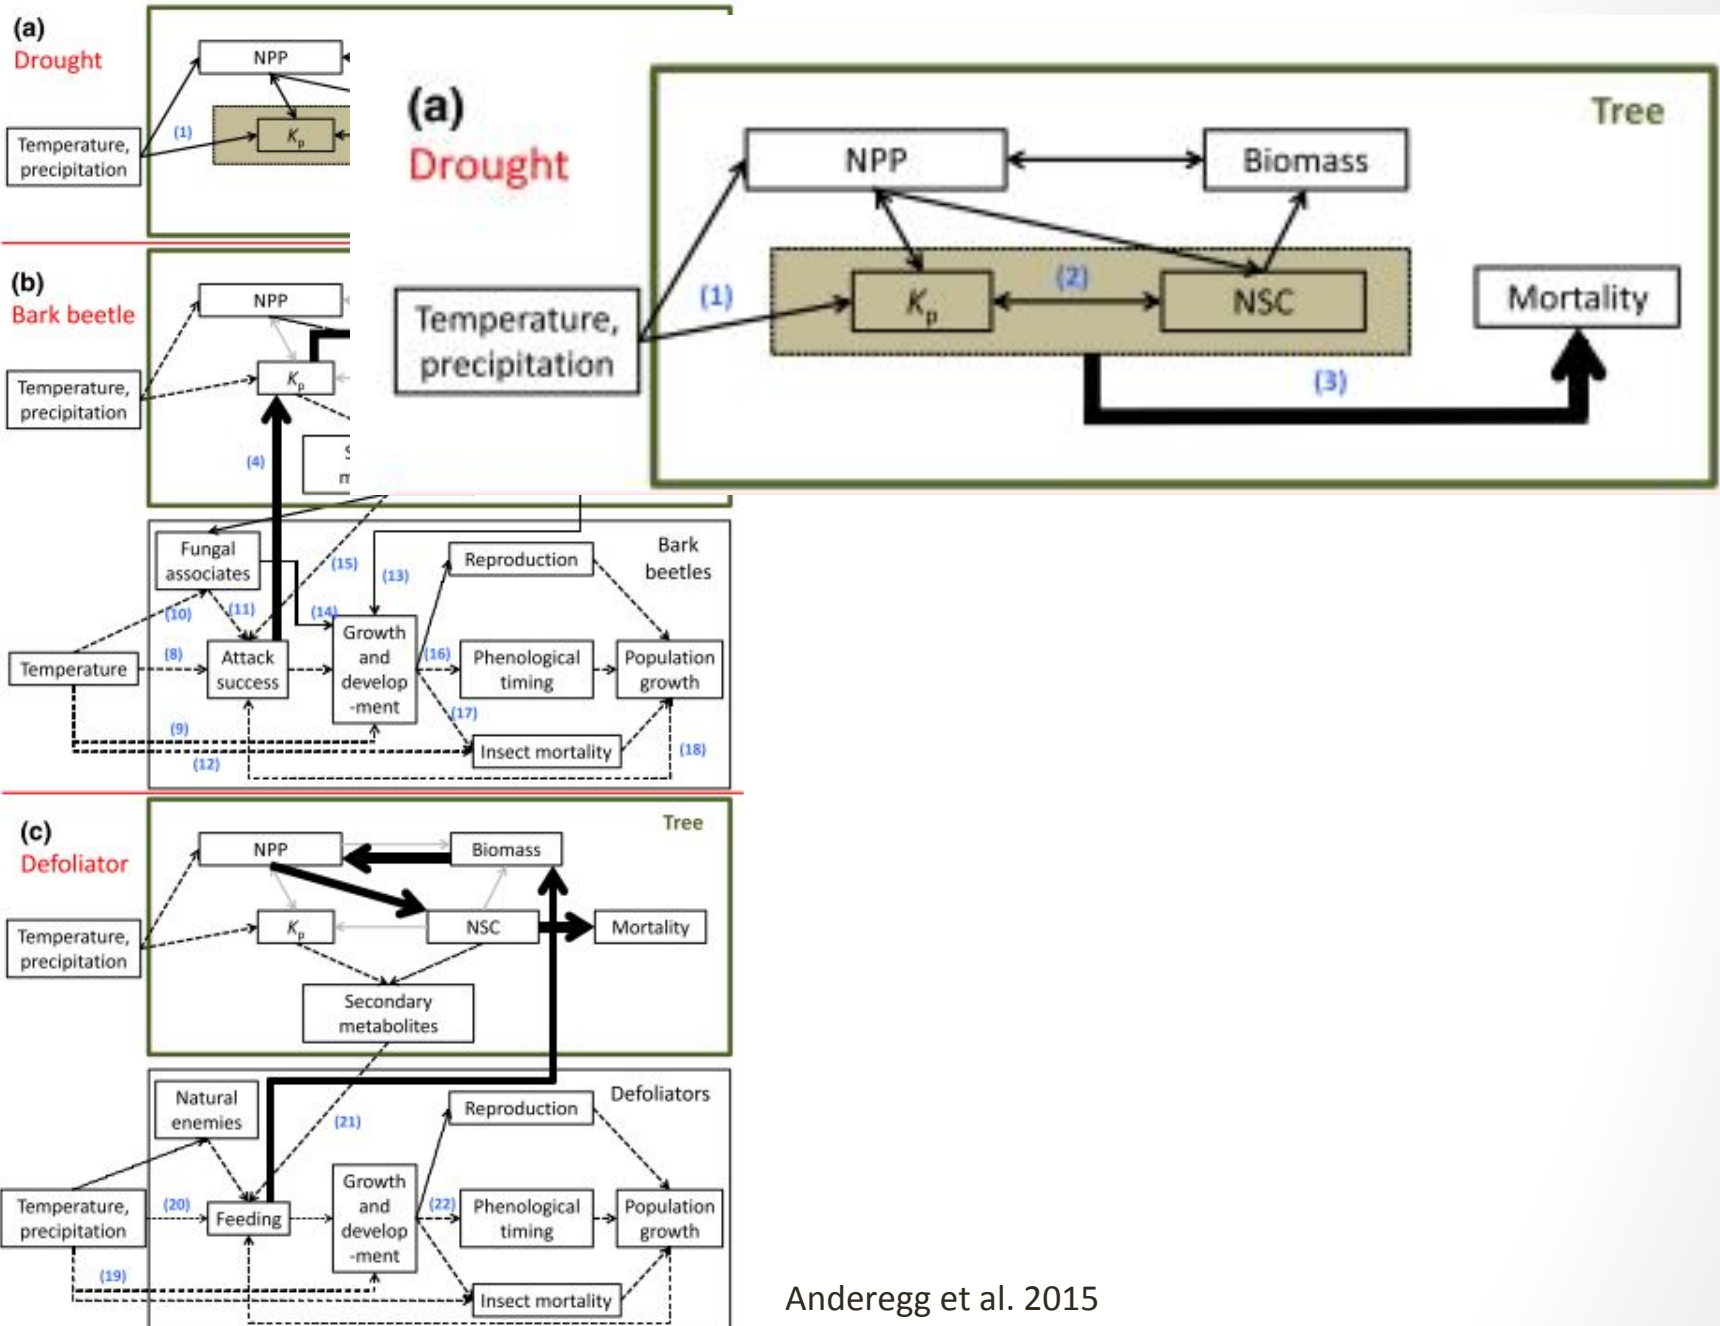 (a)
Drought
NPP
Temperature,
precipitation
(1)
Kp
(a)
Drought
Tree
NPP
Biomass
Temperature,
precipitation
(1)
Kp
(2)
NSC
Mortality
(3)
(b)
Bark beetle
NPP
Temperature,
precipitation
Kp
(4)
Fungal
associates
(15)
(13)
Reproduction
Bark
beetles
(10)
(11)
(14)
Temperature
(8)
Attack
success
Growth
and
develop
-ment
(16)
Phenological
timing
Population
growth
(17)
(9)
(12)
Insect mortality
(18)
(c)
Defoliator
Tree
NPP
Biomass
Temperature,
precipitation
Kp
NSC
Mortality
Secondary
metabolites
Natural
enemies
(21)
Reproduction
Defoliators
Temperature,
precipitation
(20)
Feeding
Growth
and
develop
-ment
(22)
Phenological
timing
Population
growth
(19)
Insect mortality
Anderegg et al. 2015